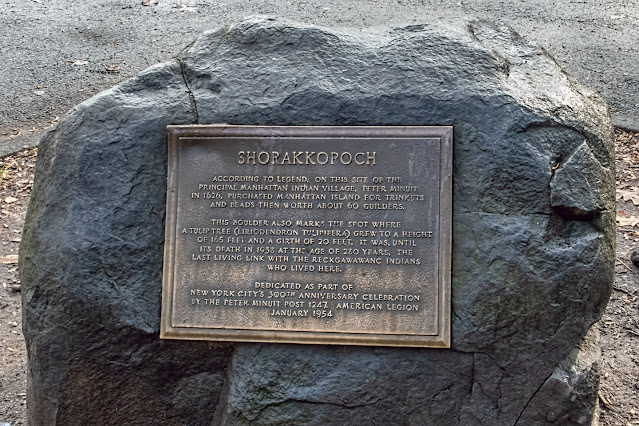 SHORAKKOPOCH
ACCORDING TO LEGEND, ON THIS SITE OF THE
PRINCIPAL MANHATTAN INDIAN VILLAGE, PETER MINUIT
IN 1626, PURCHASED MANHATTAN ISLAND FOR TRINKETS
AND BEADS THEN WORTH ABOUT 60 GUILDERS.
THIS BOULDER ALSO MARKS THE SPOT WHERE
A TULIP TREE (LIRIODENDRON TULIPIFERA) GREW TO A HEIGHT
OF 165 FEET AND A GIRTH OF 20 FEET. IT WAS, UNTIL
ITS DEATH IN 1938 AT THE AGE OF 280 YEARS, THE
LAST LIVING LINK WITH THE RECKGAWAWANC INDIANS
WHO LIVED HERE.
DEDICATED AS PART OF
NEW YORK CITY'S 300TH ANNIVERSARY CELEBRATION
BY THE PETER MINUIT POST 1247, AMERICAN LEGION
JANUARY 1954